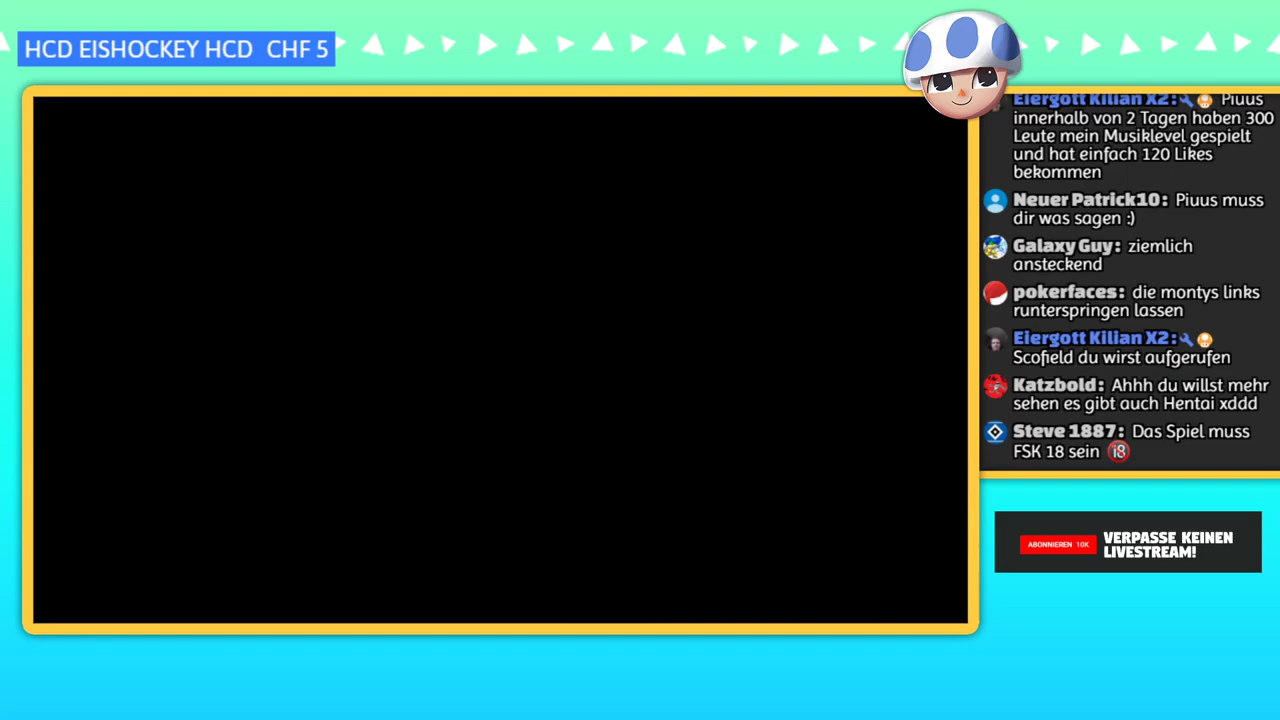 HCD EISHOCKEY HCD CHF 5
Eiergott Kilian X2: Piuus
innerhalb von 2 Tagen haben 300
Leute mein Musiklevel gespielt
und hat einfach 120 Likes
bekommen
Neuer Patrick10: Piuus muss
dir was sagen :)
Galaxy Guy: ziemlich
ansteckend
pokerfaces: die montys links
runterspringen lassen
Eiergott Kilian X2:
Scofield du wirst aufgerufen
Katzbold: Ahhh du willst mehr
sehen es gibt auch Hentai xddd
Steve 1887: Das Spiel muss
FSK 18 sein 🔞
ABONNIEREN 10K
VERPASSE KEINEN
LIVESTREAM!